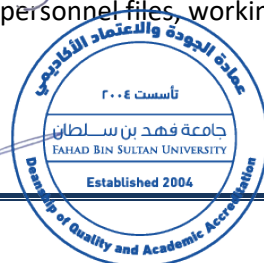 personnel files, workin
عمادة الجودة والاعتماد الأكاديمي
تأسست ٢٠٠٤
جامعة فهد بن سلطان
FAHAD BIN SULTAN UNIVERSITY
Established 2004
Deanship of Quality and Academic Accreditation